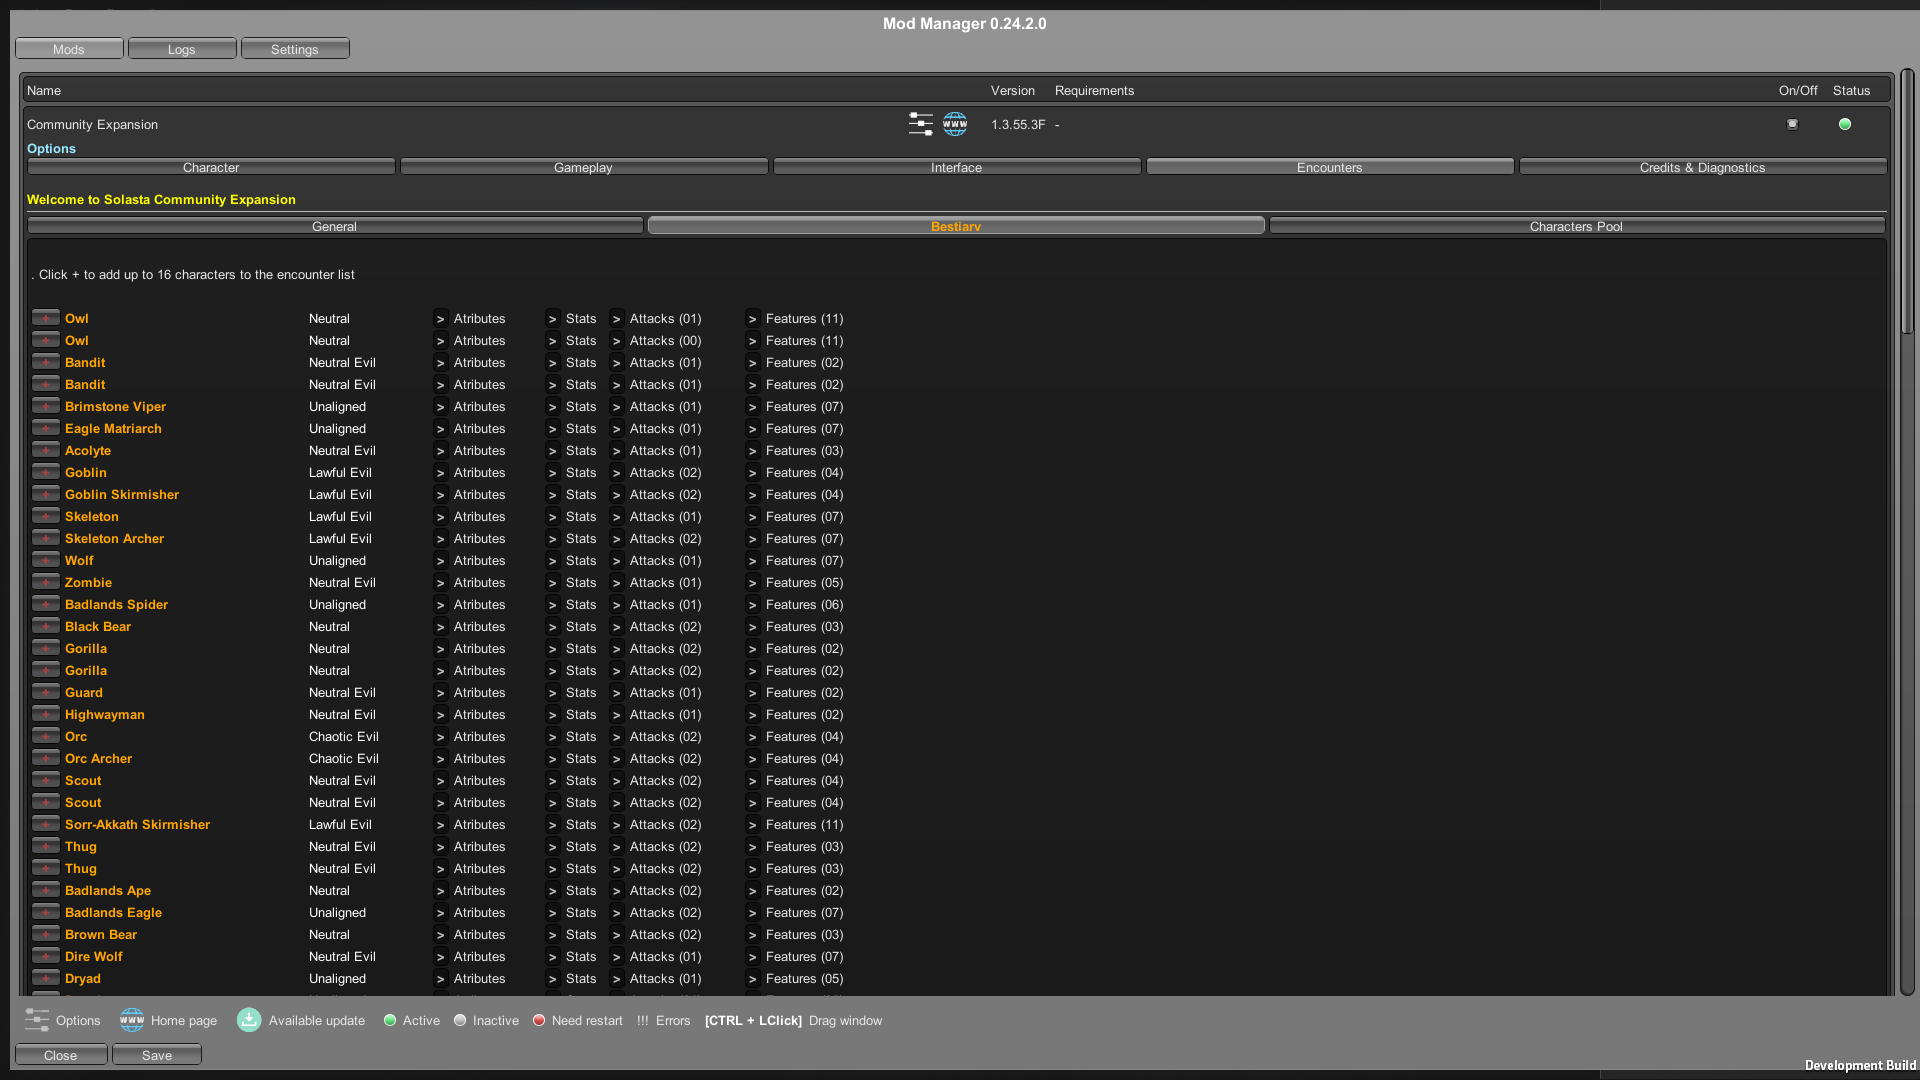 Mod Manager 0.24.2.0
Mods Logs Settings
Name Version Requirements On/Off Status
Community Expansion WWW 1.3.55.3F - 
Options
Character Gameplay Interface Encounters Credits & Diagnostics
Welcome to Solasta Community Expansion
General Bestiary Characters Pool
. Click + to add up to 16 characters to the encounter list
+ Owl Neutral > Atributes > Stats > Attacks (01) > Features (11)
+ Owl Neutral > Atributes > Stats > Attacks (00) > Features (11)
+ Bandit Neutral Evil > Atributes > Stats > Attacks (01) > Features (02)
+ Bandit Neutral Evil > Atributes > Stats > Attacks (01) > Features (02)
+ Brimstone Viper Unaligned > Atributes > Stats > Attacks (01) > Features (07)
+ Eagle Matriarch Unaligned > Atributes > Stats > Attacks (01) > Features (07)
+ Acolyte Neutral Evil > Atributes > Stats > Attacks (01) > Features (03)
+ Goblin Lawful Evil > Atributes > Stats > Attacks (02) > Features (04)
+ Goblin Skirmisher Lawful Evil > Atributes > Stats > Attacks (02) > Features (04)
+ Skeleton Lawful Evil > Atributes > Stats > Attacks (01) > Features (07)
+ Skeleton Archer Lawful Evil > Atributes > Stats > Attacks (02) > Features (07)
+ Wolf Unaligned > Atributes > Stats > Attacks (01) > Features (07)
+ Zombie Neutral Evil > Atributes > Stats > Attacks (01) > Features (05)
+ Badlands Spider Unaligned > Atributes > Stats > Attacks (01) > Features (06)
+ Black Bear Neutral > Atributes > Stats > Attacks (02) > Features (03)
+ Gorilla Neutral > Atributes > Stats > Attacks (02) > Features (02)
+ Gorilla Neutral > Atributes > Stats > Attacks (02) > Features (02)
+ Guard Neutral Evil > Atributes > Stats > Attacks (01) > Features (02)
+ Highwayman Neutral Evil > Atributes > Stats > Attacks (01) > Features (02)
+ Orc Chaotic Evil > Atributes > Stats > Attacks (02) > Features (04)
+ Orc Archer Chaotic Evil > Atributes > Stats > Attacks (02) > Features (04)
+ Scout Neutral Evil > Atributes > Stats > Attacks (02) > Features (04)
+ Scout Neutral Evil > Atributes > Stats > Attacks (02) > Features (04)
+ Sorr-Akkath Skirmisher Lawful Evil > Atributes > Stats > Attacks (02) > Features (11)
+ Thug Neutral Evil > Atributes > Stats > Attacks (02) > Features (03)
+ Thug Neutral Evil > Atributes > Stats > Attacks (02) > Features (03)
+ Badlands Ape Neutral > Atributes > Stats > Attacks (02) > Features (02)
+ Badlands Eagle Unaligned > Atributes > Stats > Attacks (02) > Features (07)
+ Brown Bear Neutral > Atributes > Stats > Attacks (02) > Features (03)
+ Dire Wolf Neutral Evil > Atributes > Stats > Attacks (01) > Features (07)
+ Dryad Unaligned > Atributes > Stats > Attacks (01) > Features (05)
Options WWW Home page Available update Active Inactive Need restart !!! Errors [CTRL + LClick] Drag window
Close Save
Development Build